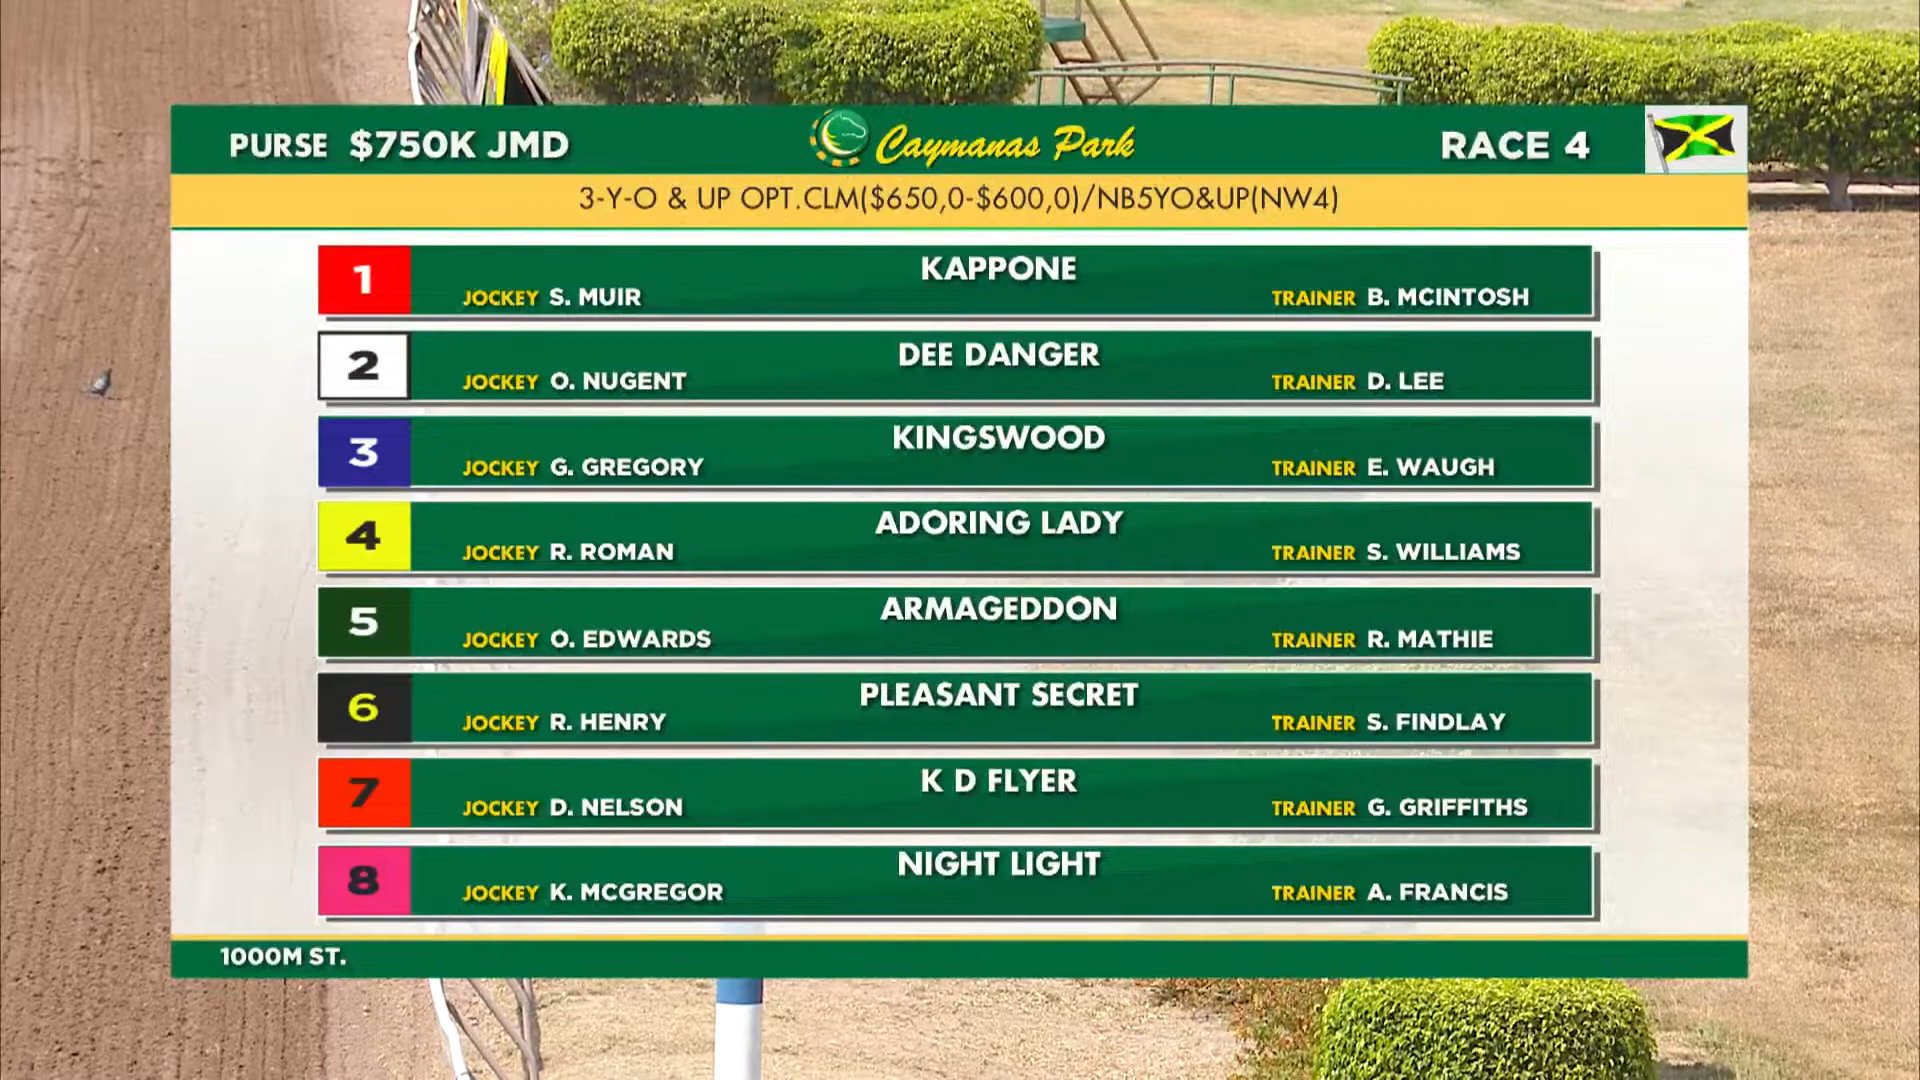 PURSE $750K JMD Caymanas Park RACE 4
3-Y-O & UP OPT.CLM($650,0-$600,0)/NB5YO&UP(NW4)
1 KAPPONE
JOCKEY S. MUIR TRAINER B. MCINTOSH
2 DEE DANGER
JOCKEY O. NUGENT TRAINER D. LEE
3 KINGSWOOD
JOCKEY G. GREGORY TRAINER E. WAUGH
4 ADORING LADY
JOCKEY R. ROMAN TRAINER S. WILLIAMS
5 ARMAGEDDON
JOCKEY O. EDWARDS TRAINER R. MATHIE
6 PLEASANT SECRET
JOCKEY R. HENRY TRAINER S. FINDLAY
7 K D FLYER
JOCKEY D. NELSON TRAINER G. GRIFFITHS
8 NIGHT LIGHT
JOCKEY K. MCGREGOR TRAINER A. FRANCIS
1000M ST.